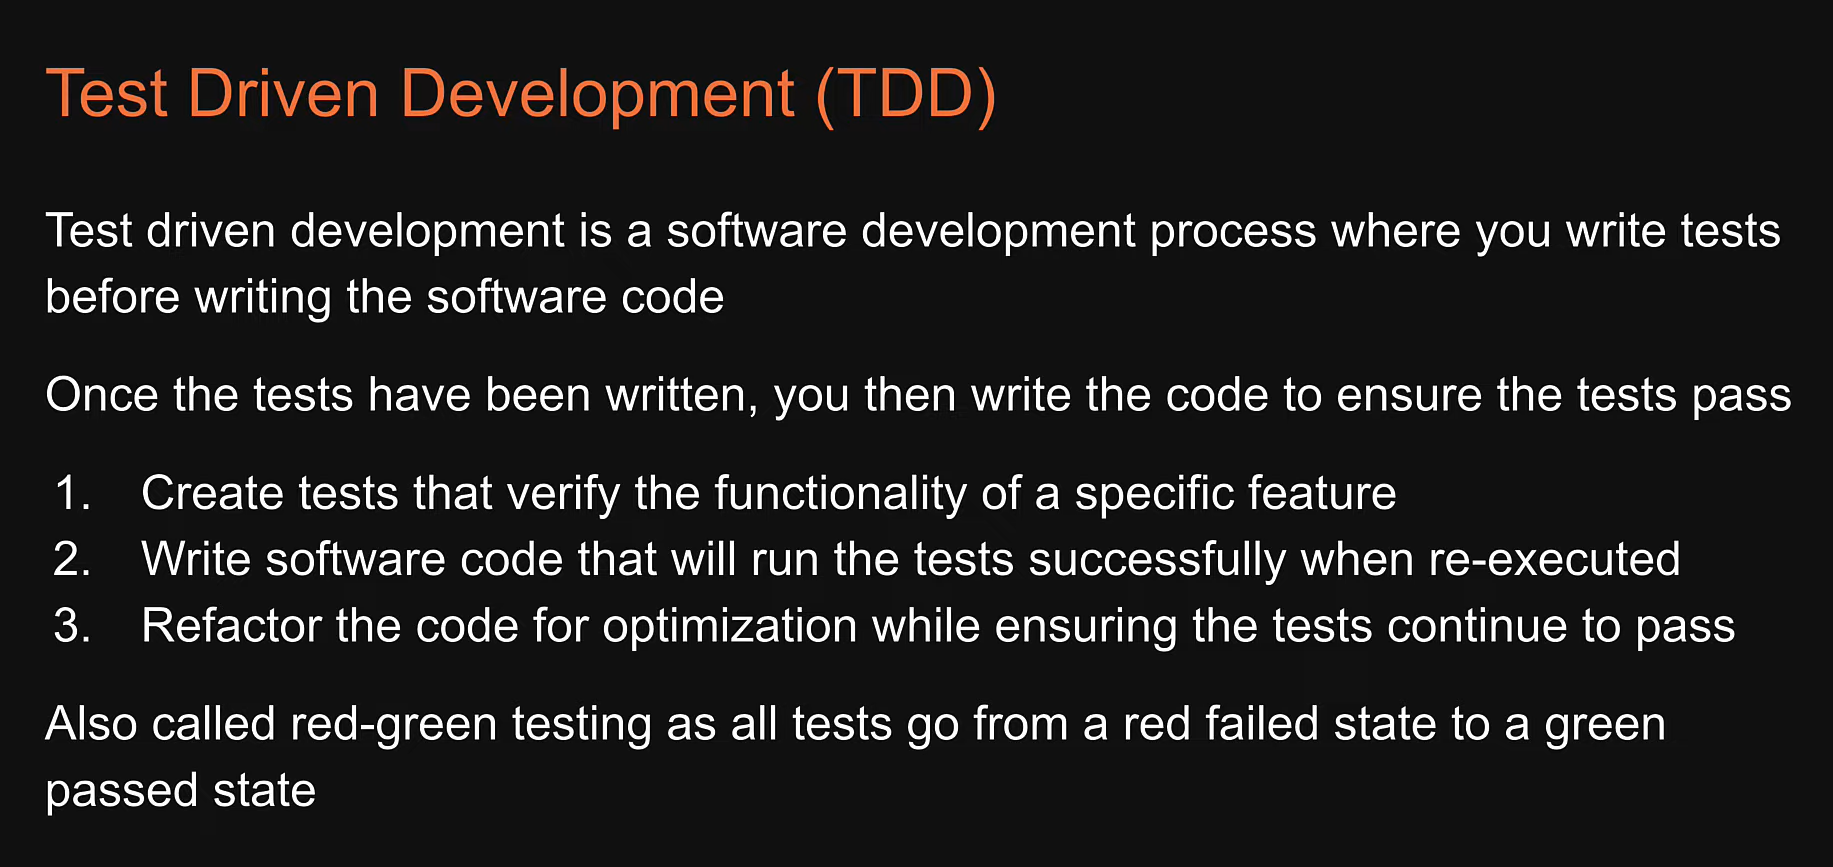 Test Driven Development (TDD)
Test driven development is a software development process where you write tests
before writing the software code
Once the tests have been written, you then write the code to ensure the tests pass
1. Create tests that verify the functionality of a specific feature
2. Write software code that will run the tests successfully when re-executed
3. Refactor the code for optimization while ensuring the tests continue to pass
Also called red-green testing as all tests go from a red failed state to a green
passed state